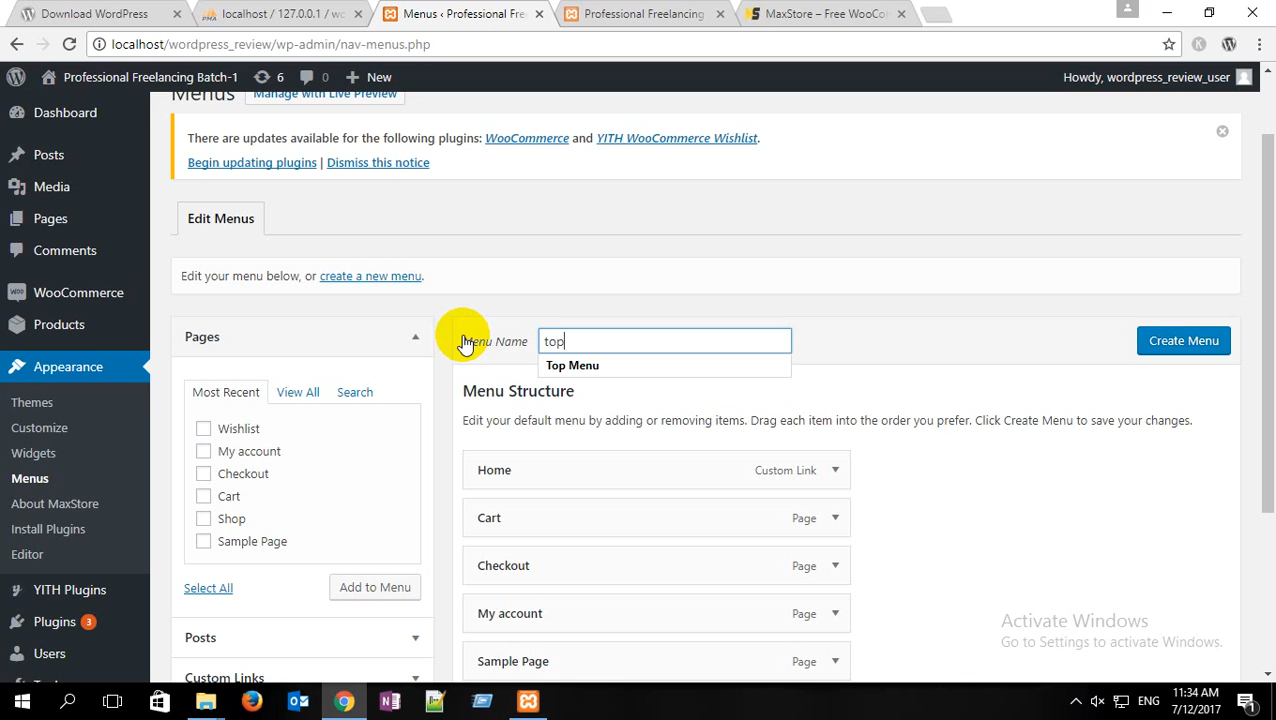 Download WordPress
localhost / 127.0.0.1 / wc
Menus ‹ Professional Fre
Professional Freelancing
MaxStore – Free WooCo
localhost/wordpress_review/wp-admin/nav-menus.php
Professional Freelancing Batch-1
6
0
New
Howdy, wordpress_review_user
Menus
Manage with Live Preview
There are updates available for the following plugins: WooCommerce and YITH WooCommerce Wishlist.
Begin updating plugins | Dismiss this notice
Edit Menus
Edit your menu below, or create a new menu.
Dashboard
Posts
Media
Pages
Comments
WooCommerce
Products
Appearance
Themes
Customize
Widgets
Menus
About MaxStore
Install Plugins
Editor
YITH Plugins
Plugins 3
Users
Pages
Most Recent
View All
Search
Wishlist
My account
Checkout
Cart
Shop
Sample Page
Select All
Add to Menu
Posts
Custom Links
Menu Name
top
Top Menu
Create Menu
Menu Structure
Edit your default menu by adding or removing items. Drag each item into the order you prefer. Click Create Menu to save your changes.
Home Custom Link
Cart Page
Checkout Page
My account Page
Sample Page Page
Activate Windows
Go to Settings to activate Windows.
ENG
11:34 AM
7/12/2017
1